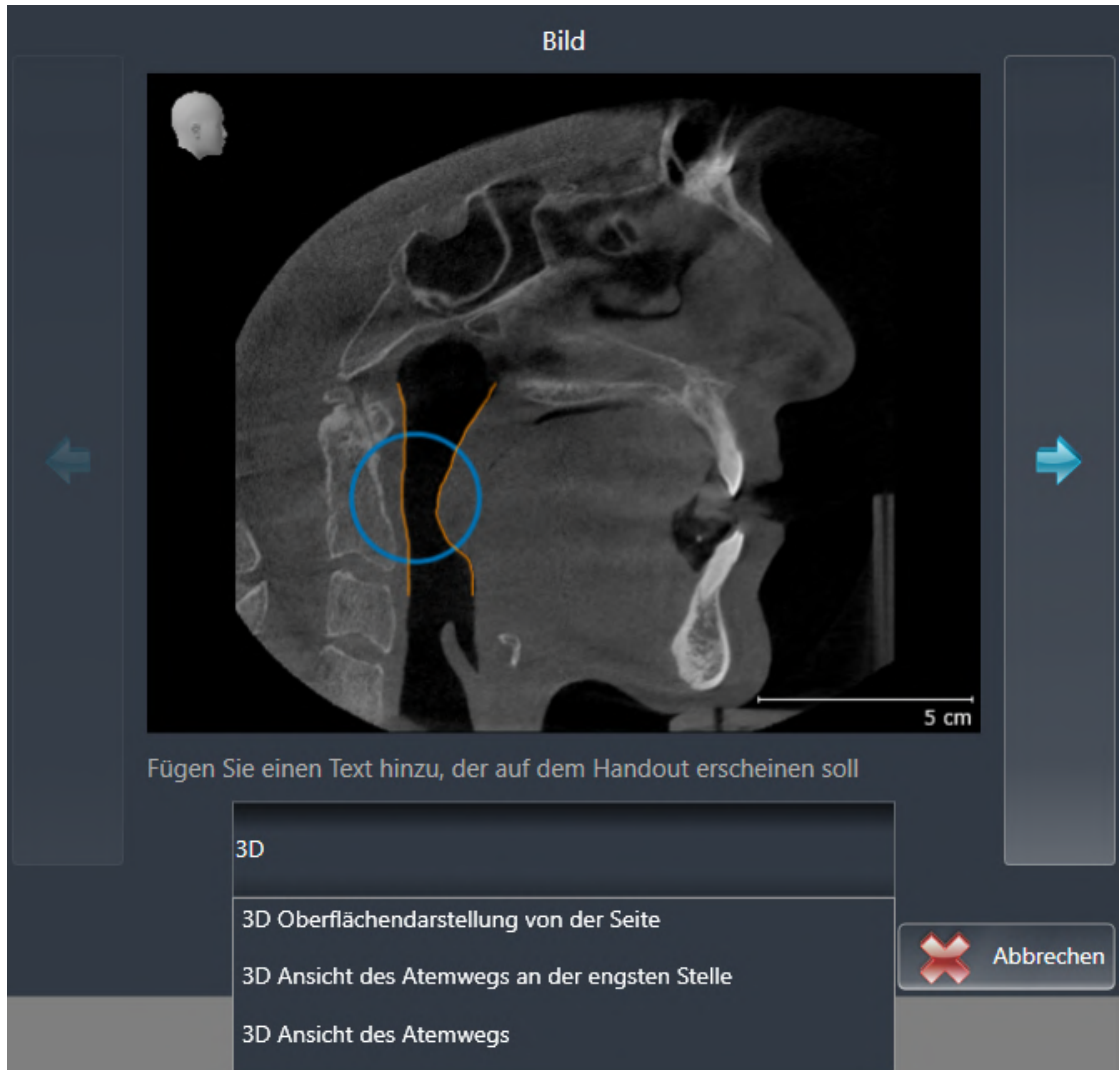 Bild
5 cm
Fügen Sie einen Text hinzu, der auf dem Handout erscheinen soll
3D
3D Oberflächendarstellung von der Seite
3D Ansicht des Atemwegs an der engsten Stelle
Abbrechen
3D Ansicht des Atemwegs